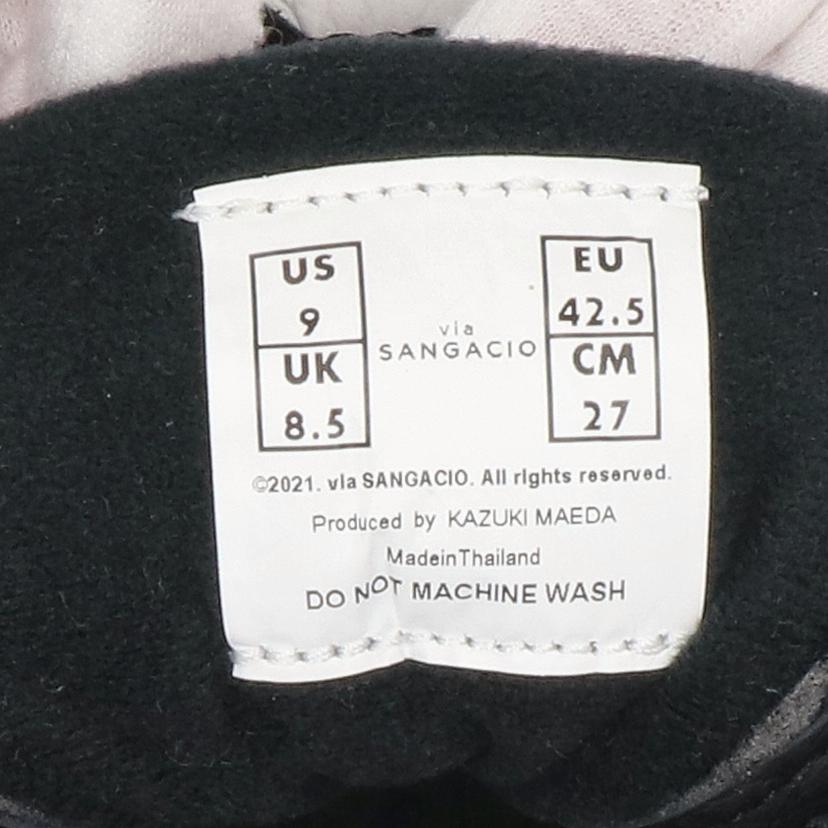 US
9
UK
8.5
via
SANGACIO
EU
42.5
CM
27
©2021. via SANGACIO. All rights reserved.
Produced by KAZUKI MAEDA
MadeinThailand
DO NOT MACHINE WASH